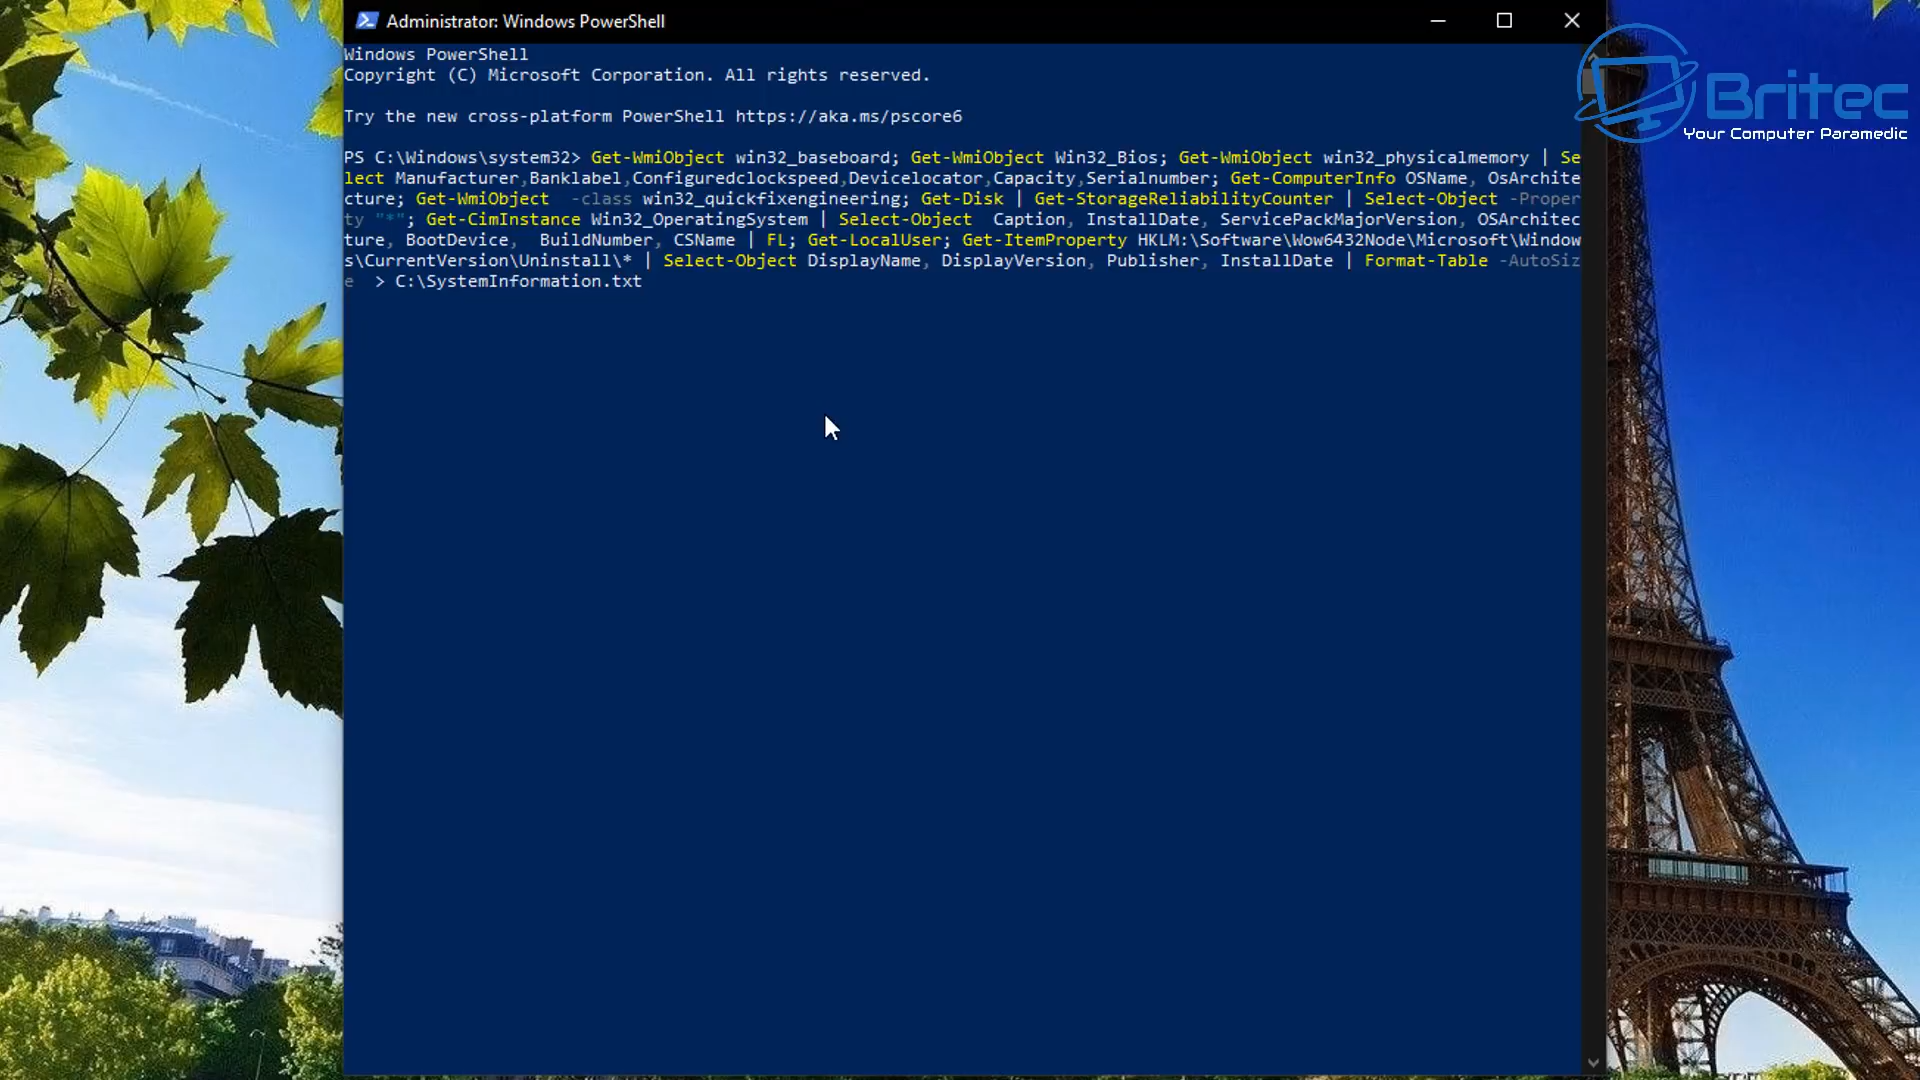 Administrator: Windows PowerShell
Windows PowerShell
Copyright (C) Microsoft Corporation. All rights reserved.
Try the new cross-platform PowerShell https://aka.ms/pscore6
PS C:\Windows\system32> Get-WmiObject win32_baseboard; Get-WmiObject Win32_Bios; Get-WmiObject win32_physicalmemory | Se
lect Manufacturer,Banklabel,Configuredclockspeed,Devicelocator,Capacity,Serialnumber; Get-ComputerInfo OSName, OsArchite
cture; Get-WmiObject  -class win32_quickfixengineering; Get-Disk | Get-StorageReliabilityCounter | Select-Object -Proper
ty "*"; Get-CimInstance Win32_OperatingSystem | Select-Object  Caption, InstallDate, ServicePackMajorVersion, OSArchitec
ture, BootDevice,  BuildNumber, CSName | FL; Get-LocalUser; Get-ItemProperty HKLM:\Software\Wow6432Node\Microsoft\Window
s\CurrentVersion\Uninstall\* | Select-Object DisplayName, DisplayVersion, Publisher, InstallDate | Format-Table -AutoSiz
e  > C:\SystemInformation.txt
Britec
Your Computer Paramedic